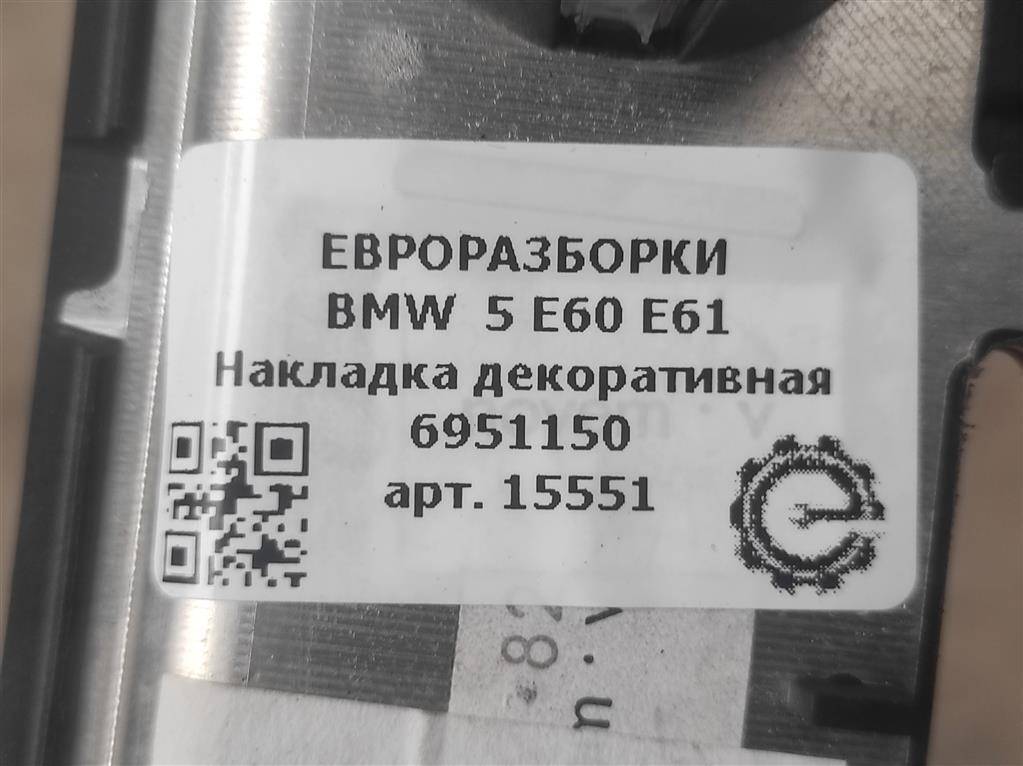 ЕВРОРАЗБОРКИ
BMW 5 E60 E61
Накладка декоративная
6951150
арт. 15551